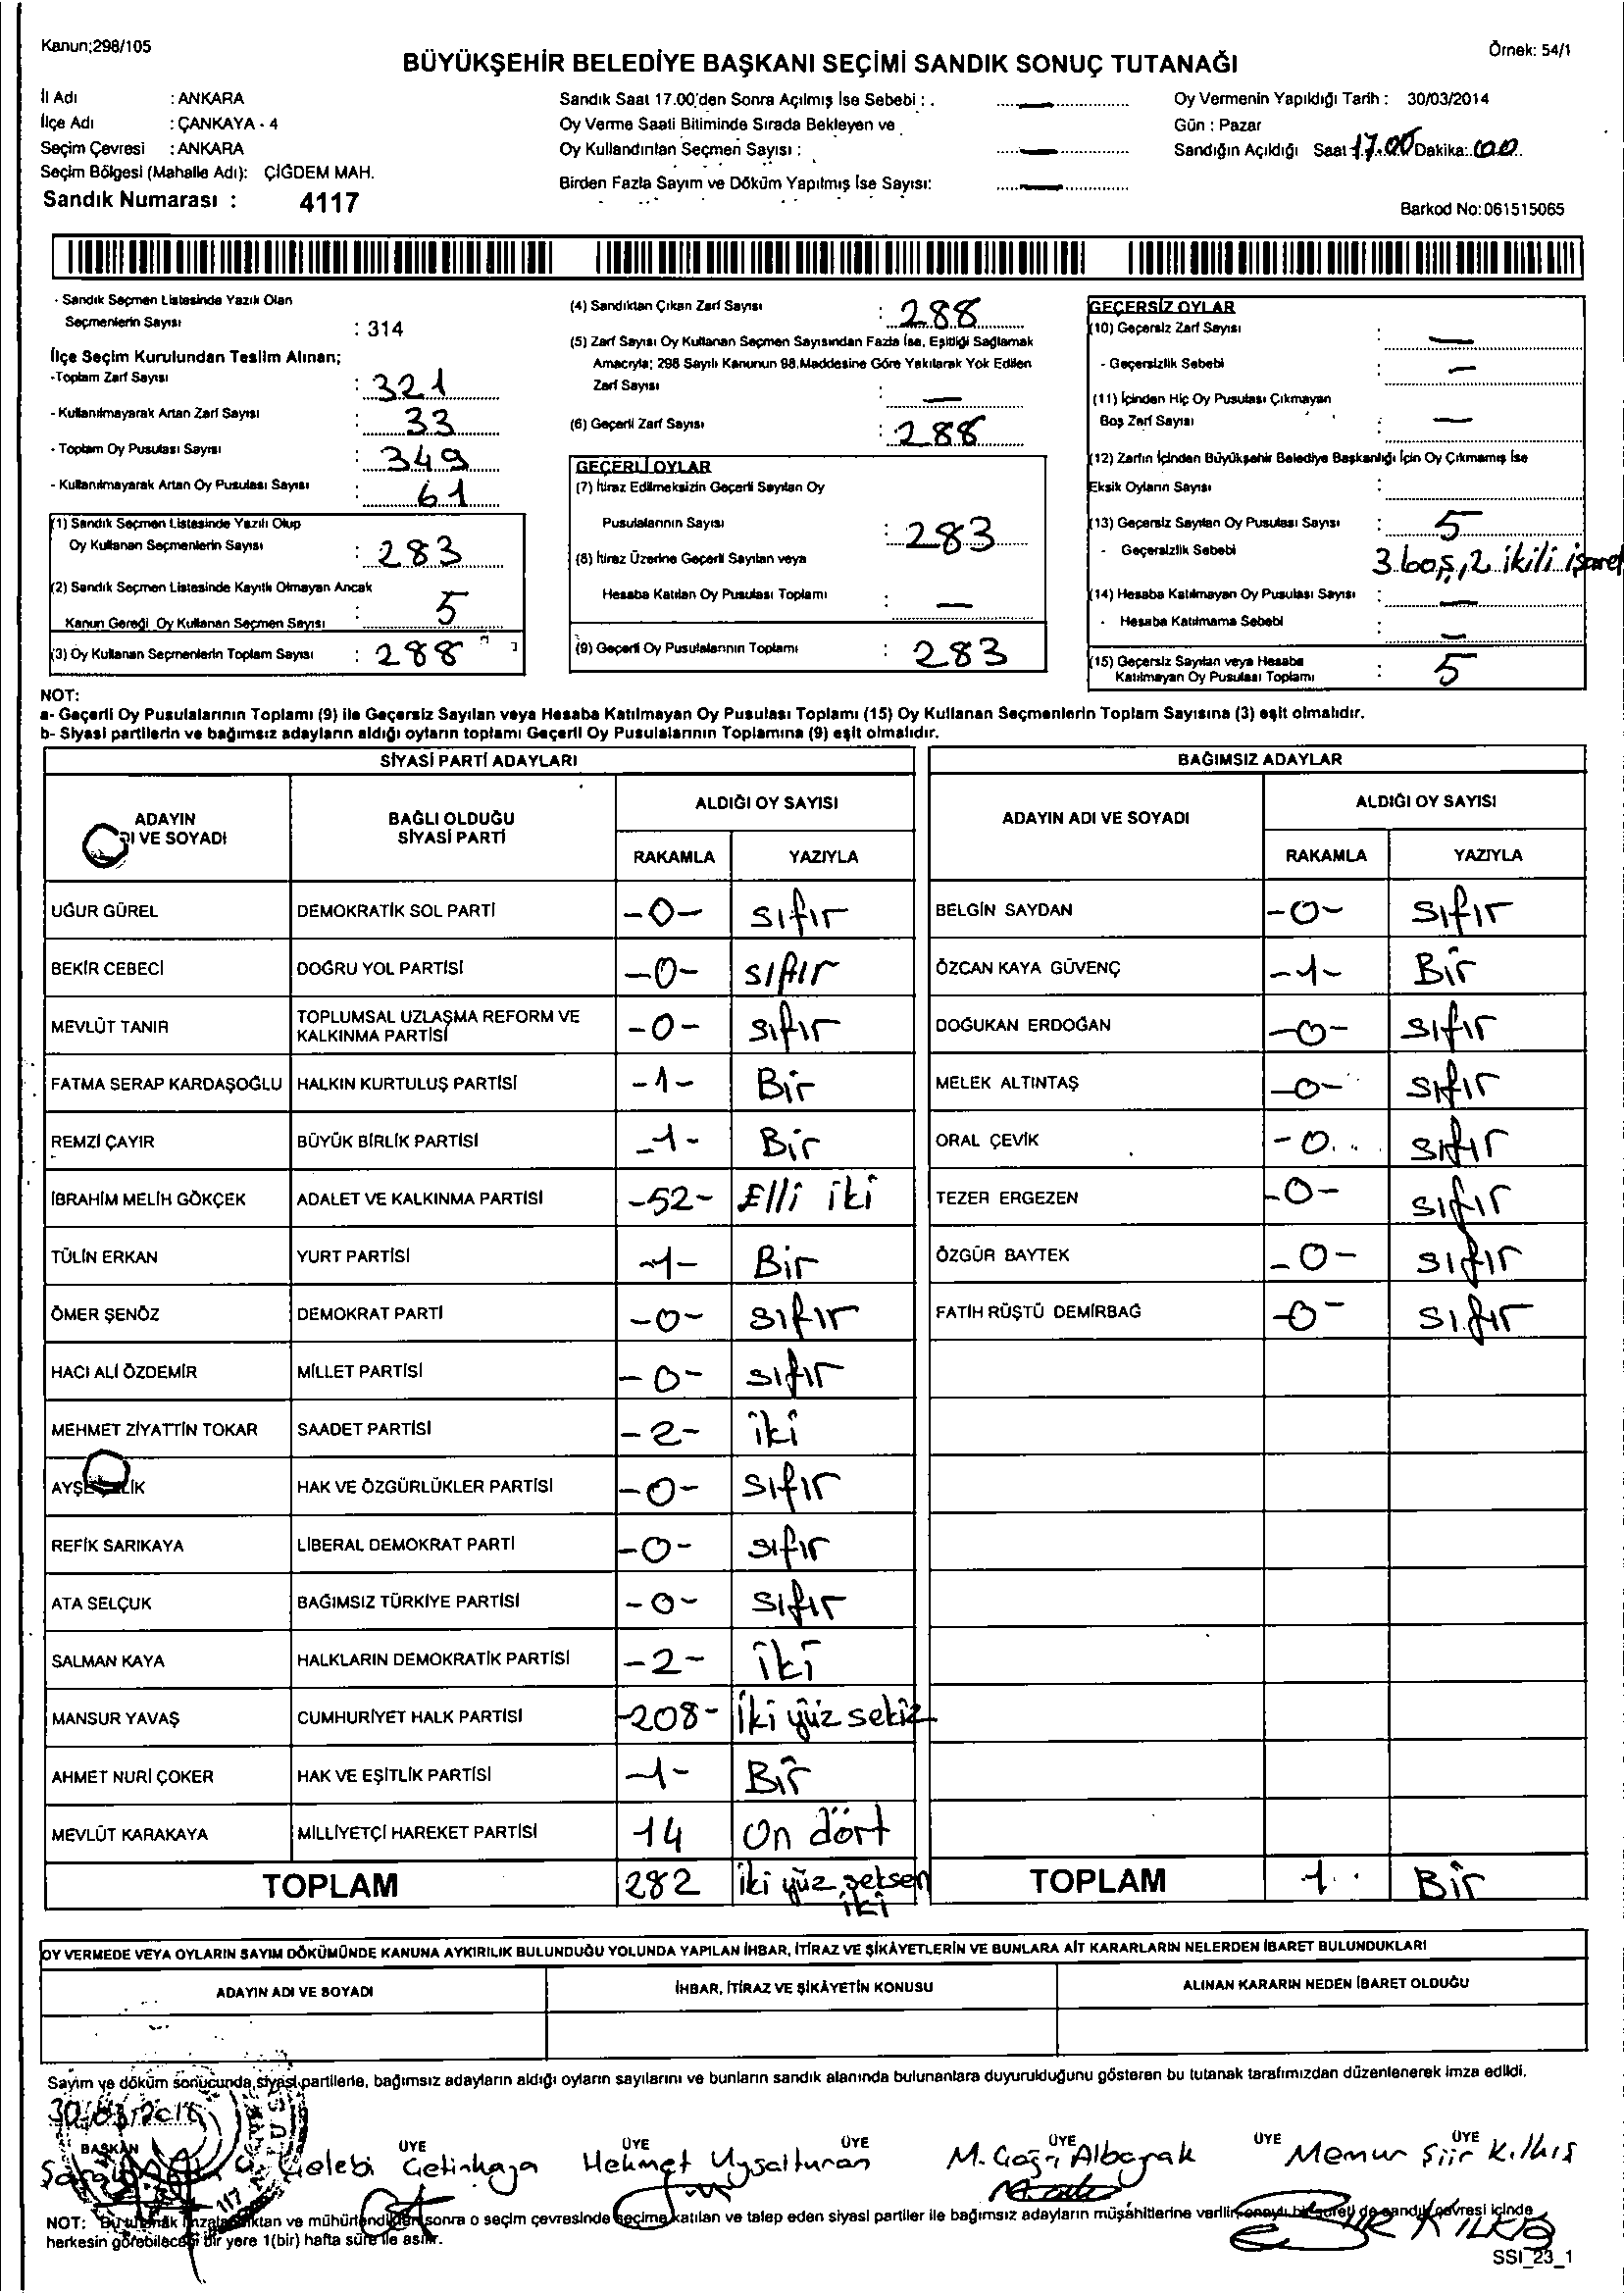 Kanun;298/105
Örnek: 54/1
BÜYÜKŞEHİR BELEDİYE BAŞKANI SEÇİMİ SANDIK SONUÇ TUTANAĞI
İl Adı : ANKARA
İlçe Adı : ÇANKAYA - 4
Seçim Çevresi : ANKARA
Seçim Bölgesi (Mahalle Adı): ÇİĞDEM MAH.
Sandık Numarası : 4117
Sandık Saat 17.00'den Sonra Açılmış İse Sebebi : . —
Oy Verme Saati Bitiminde Sırada Bekleyen ve
Oy Kullandırılan Seçmen Sayısı : —
Birden Fazla Sayım ve Döküm Yapılmış İse Sayısı: —
Oy Vermenin Yapıldığı Tarih : 30/03/2014
Gün : Pazar
Sandığın Açıldığı Saat 17.00 Dakika: 00
Barkod No: 061515065
- Sandık Seçmen Listesinde Yazılı Olan
Seçmenlerin Sayısı : 314
İlçe Seçim Kurulundan Teslim Alınan;
-Toplam Zarf Sayısı : 321
- Kullanılmayarak Artan Zarf Sayısı : 33
- Toplam Oy Pusulası Sayısı : 349
- Kullanılmayarak Artan Oy Pusulası Sayısı : 61
(1) Sandık Seçmen Listesinde Yazılı Olup
Oy Kullanan Seçmenlerin Sayısı : 283
(2) Sandık Seçmen Listesinde Kayıtlı Olmayan Ancak
Kanun Gereği Oy Kullanan Seçmen Sayısı : 5
(3) Oy Kullanan Seçmenlerin Toplam Sayısı : 288
(4) Sandıktan Çıkan Zarf Sayısı : 288
(5) Zarf Sayısı Oy Kullanan Seçmen Sayısından Fazla İse, Eşitliği Sağlamak
Amacıyla; 298 Sayılı Kanunun 98.Maddesine Göre Yakılarak Yok Edilen
Zarf Sayısı : —
(6) Geçerli Zarf Sayısı : 288
GEÇERLİ OYLAR
(7) İtiraz Edilmeksizin Geçerli Sayılan Oy
Pusulalarının Sayısı : 283
(8) İtiraz Üzerine Geçerli Sayılan veya
Hesaba Katılan Oy Pusulası Toplamı : —
(9) Geçerli Oy Pusulalarının Toplamı : 283
GEÇERSİZ OYLAR
(10) Geçersiz Zarf Sayısı : —
- Geçersizlik Sebebi : —
(11) İçinden Hiç Oy Pusulası Çıkmayan
Boş Zarf Sayısı : —
(12) Zarfın İçinden Büyükşehir Belediye Başkanlığı İçin Oy Çıkmamış İse
Eksik Oyların Sayısı :
(13) Geçersiz Sayılan Oy Pusulası Sayısı : 5
- Geçersizlik Sebebi 3 boş, 2 ikili işaret
(14) Hesaba Katılmayan Oy Pusulası Sayısı : —
- Hesaba Katılmama Sebebi : —
(15) Geçersiz Sayılan veya Hesaba
Katılmayan Oy Pusulası Toplamı : 5
NOT:
a- Geçerli Oy Pusulalarının Toplamı (9) ile Geçersiz Sayılan veya Hesaba Katılmayan Oy Pusulası Toplamı (15) Oy Kullanan Seçmenlerin Toplam Sayısına (3) eşit olmalıdır.
b- Siyasi partilerin ve bağımsız adayların aldığı oyların toplamı Geçerli Oy Pusulalarının Toplamına (9) eşit olmalıdır.
SİYASİ PARTİ ADAYLARI
ADAYIN
DI VE SOYADI
BAĞLI OLDUĞU
SİYASİ PARTİ
ALDIĞI OY SAYISI
RAKAMLA YAZIYLA
UĞUR GÜREL DEMOKRATİK SOL PARTİ -0- sıfır
BEKİR CEBECİ DOĞRU YOL PARTİSİ -0- sıfır
MEVLÜT TANIR TOPLUMSAL UZLAŞMA REFORM VE
KALKINMA PARTİSİ -0- sıfır
FATMA SERAP KARDAŞOĞLU HALKIN KURTULUŞ PARTİSİ -1- Bir
REMZİ ÇAYIR BÜYÜK BİRLİK PARTİSİ -1- Bir
İBRAHİM MELİH GÖKÇEK ADALET VE KALKINMA PARTİSİ -52- Elli iki
TÜLİN ERKAN YURT PARTİSİ -1- Bir
ÖMER ŞENÖZ DEMOKRAT PARTİ -0- sıfır
HACI ALİ ÖZDEMİR MİLLET PARTİSİ -0- sıfır
MEHMET ZİYATTİN TOKAR SAADET PARTİSİ -2- iki
AYŞE LİK HAK VE ÖZGÜRLÜKLER PARTİSİ -0- sıfır
REFİK SARIKAYA LİBERAL DEMOKRAT PARTİ -0- sıfır
ATA SELÇUK BAĞIMSIZ TÜRKİYE PARTİSİ -0- sıfır
SALMAN KAYA HALKLARIN DEMOKRATİK PARTİSİ -2- iki
MANSUR YAVAŞ CUMHURİYET HALK PARTİSİ -208- İki yüz sekiz
AHMET NURİ ÇOKER HAK VE EŞİTLİK PARTİSİ -1- Bir
MEVLÜT KARAKAYA MİLLİYETÇİ HAREKET PARTİSİ 14 On dört
TOPLAM 282 iki yüz seksen
iki
BAĞIMSIZ ADAYLAR
ADAYIN ADI VE SOYADI
ALDIĞI OY SAYISI
RAKAMLA YAZIYLA
BELGİN SAYDAN -0- sıfır
ÖZCAN KAYA GÜVENÇ -1- Bir
DOĞUKAN ERDOĞAN -0- sıfır
MELEK ALTINTAŞ -0- sıfır
ORAL ÇEVİK -0. sıfır
TEZER ERGEZEN -0- sıfır
ÖZGÜR BAYTEK -0- sıfır
FATİH RÜŞTÜ DEMİRBAĞ -0- sıfır
TOPLAM 1 Bir
OY VERMEDE VEYA OYLARIN SAYIM DÖKÜMÜNDE KANUNA AYKIRILIK BULUNDUĞU YOLUNDA YAPILAN İHBAR, İTİRAZ VE ŞİKÂYETLERİN VE BUNLARA AİT KARARLARIN NELERDEN İBARET BULUNDUKLARI
ADAYIN ADI VE SOYADI
İHBAR, İTİRAZ VE ŞİKÂYETİN KONUSU
ALINAN KARARIN NEDEN İBARET OLDUĞU
Sayım ve döküm sonucunda,siyasi partilerle, bağımsız adayların aldığı oyların sayılarını ve bunların sandık alanında bulunanlara duyurulduğunu gösteren bu tutanak tarafımızdan düzenlenerek imza edildi.
30/03/2014
BAŞKAN ÜYE ÜYE ÜYE ÜYE ÜYE ÜYE
Çelebi Çetinkaya Hekmet Uysalturan M. Çağrı Albayrak Memur Şiir Kılkış
117
NOT: Bu tutanak imzalandıktan ve mühürlendikten sonra o seçim çevresinde seçime katılan ve talep eden siyasi partiler ile bağımsız adayların müşahitlerine verilir, onaylı bir sureti de sandık çevresi içinde
herkesin görebileceği bir yere 1(bir) hafta süre ile asılır.
SSI_23_1